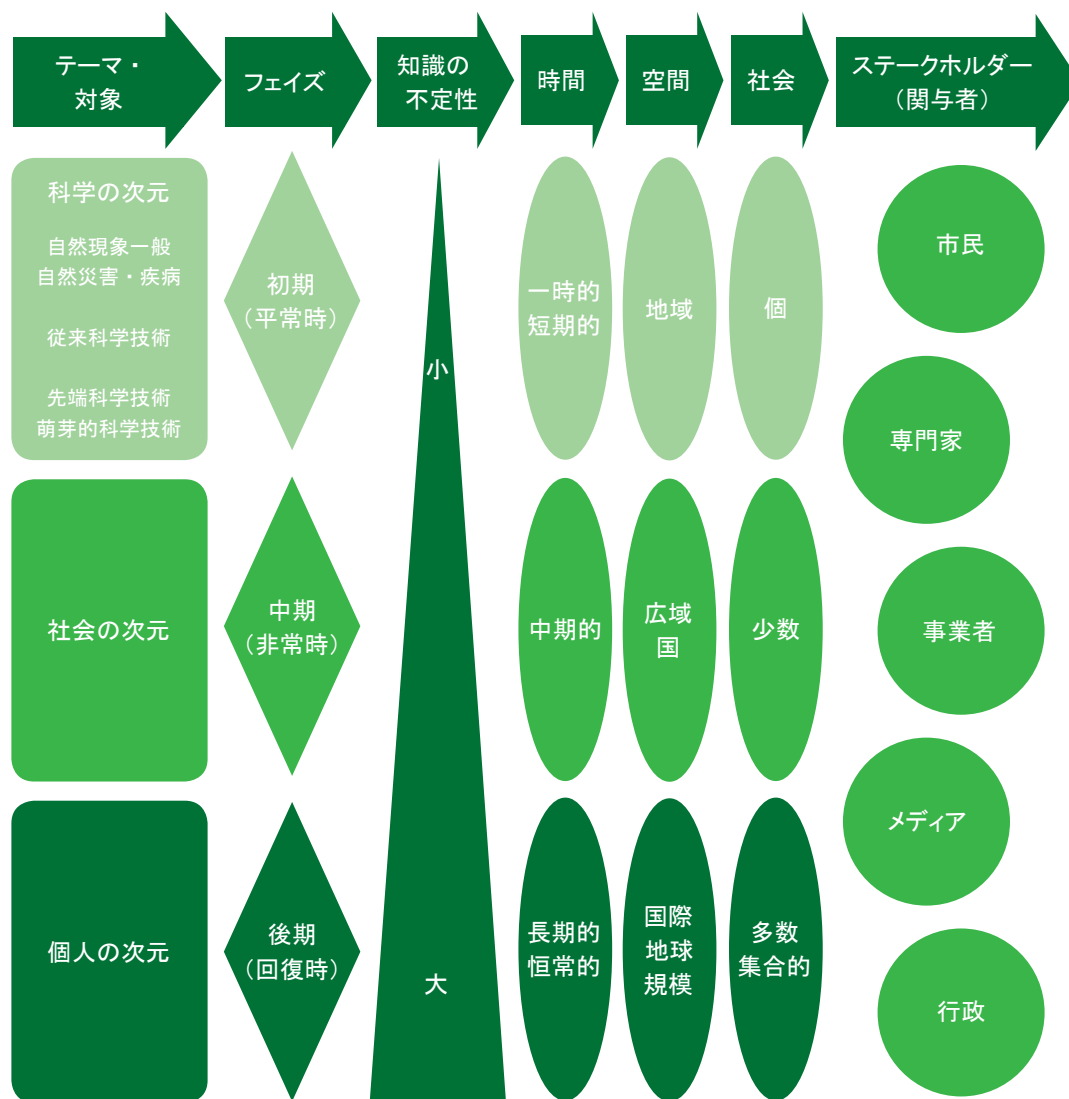 テーマ・
対象
フェイズ
知識の
不定性
時間
空間
社会
ステークホルダー
（関与者）
科学の次元
自然現象一般
自然災害・疾病
従来科学技術
先端科学技術
萌芽的科学技術
初期
（平常時）
小
一時的
短期的
地域
個
市民
専門家
社会の次元
中期
（非常時）
中期的
広域
国
少数
事業者
メディア
個人の次元
後期
（回復時）
大
長期的
恒常的
国際
地球
規模
多数
集合的
行政